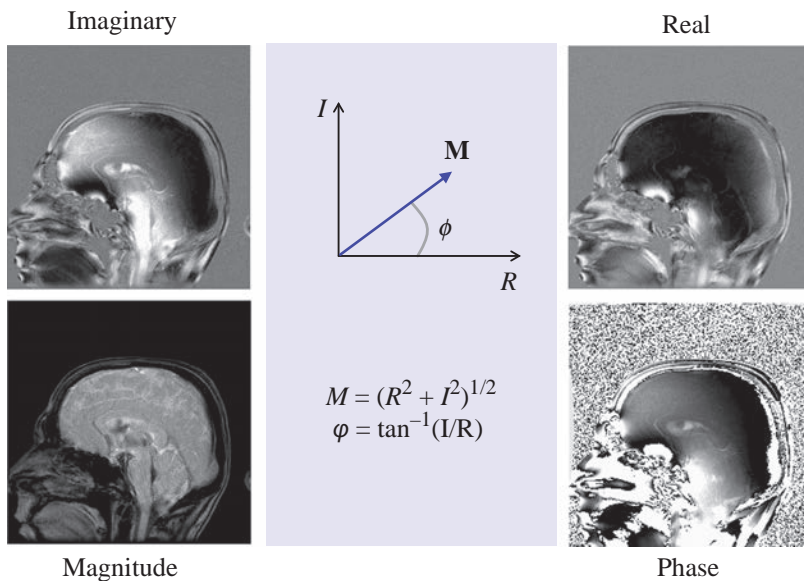 Imaginary
Real
I
M
ϕ
R
M = (R² + I²)^1/2
φ = tan⁻¹(I/R)
Magnitude
Phase